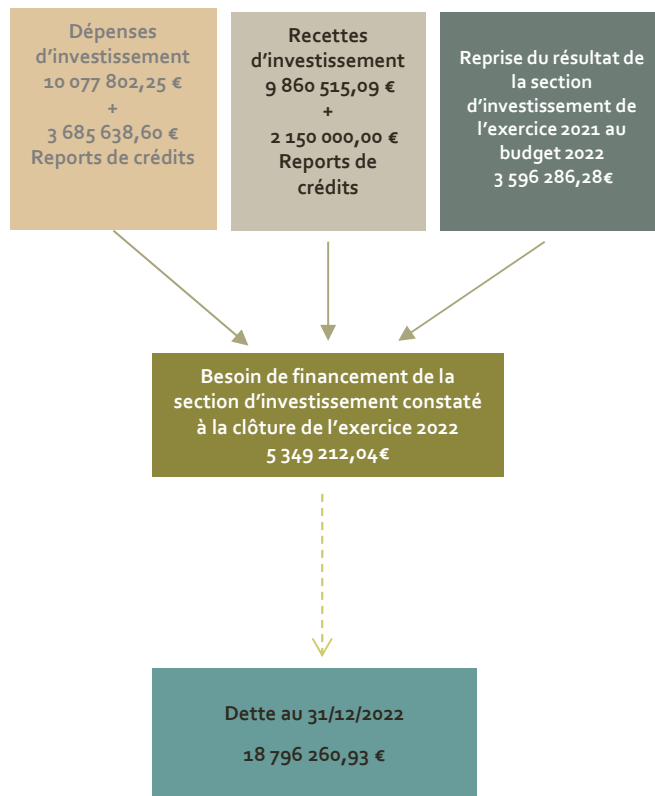 Dépenses
d’investissement
10 077 802,25 €
+
3 685 638,60 €
Reports de crédits
Recettes
d’investissement
9 860 515,09 €
+
2 150 000,00 €
Reports de
crédits
Reprise du résultat de
la section
d’investissement de
l’exercice 2021 au
budget 2022
3 596 286,28€
Besoin de financement de la
section d’investissement constaté
à la clôture de l’exercice 2022
5 349 212,04€
Dette au 31/12/2022
18 796 260,93 €